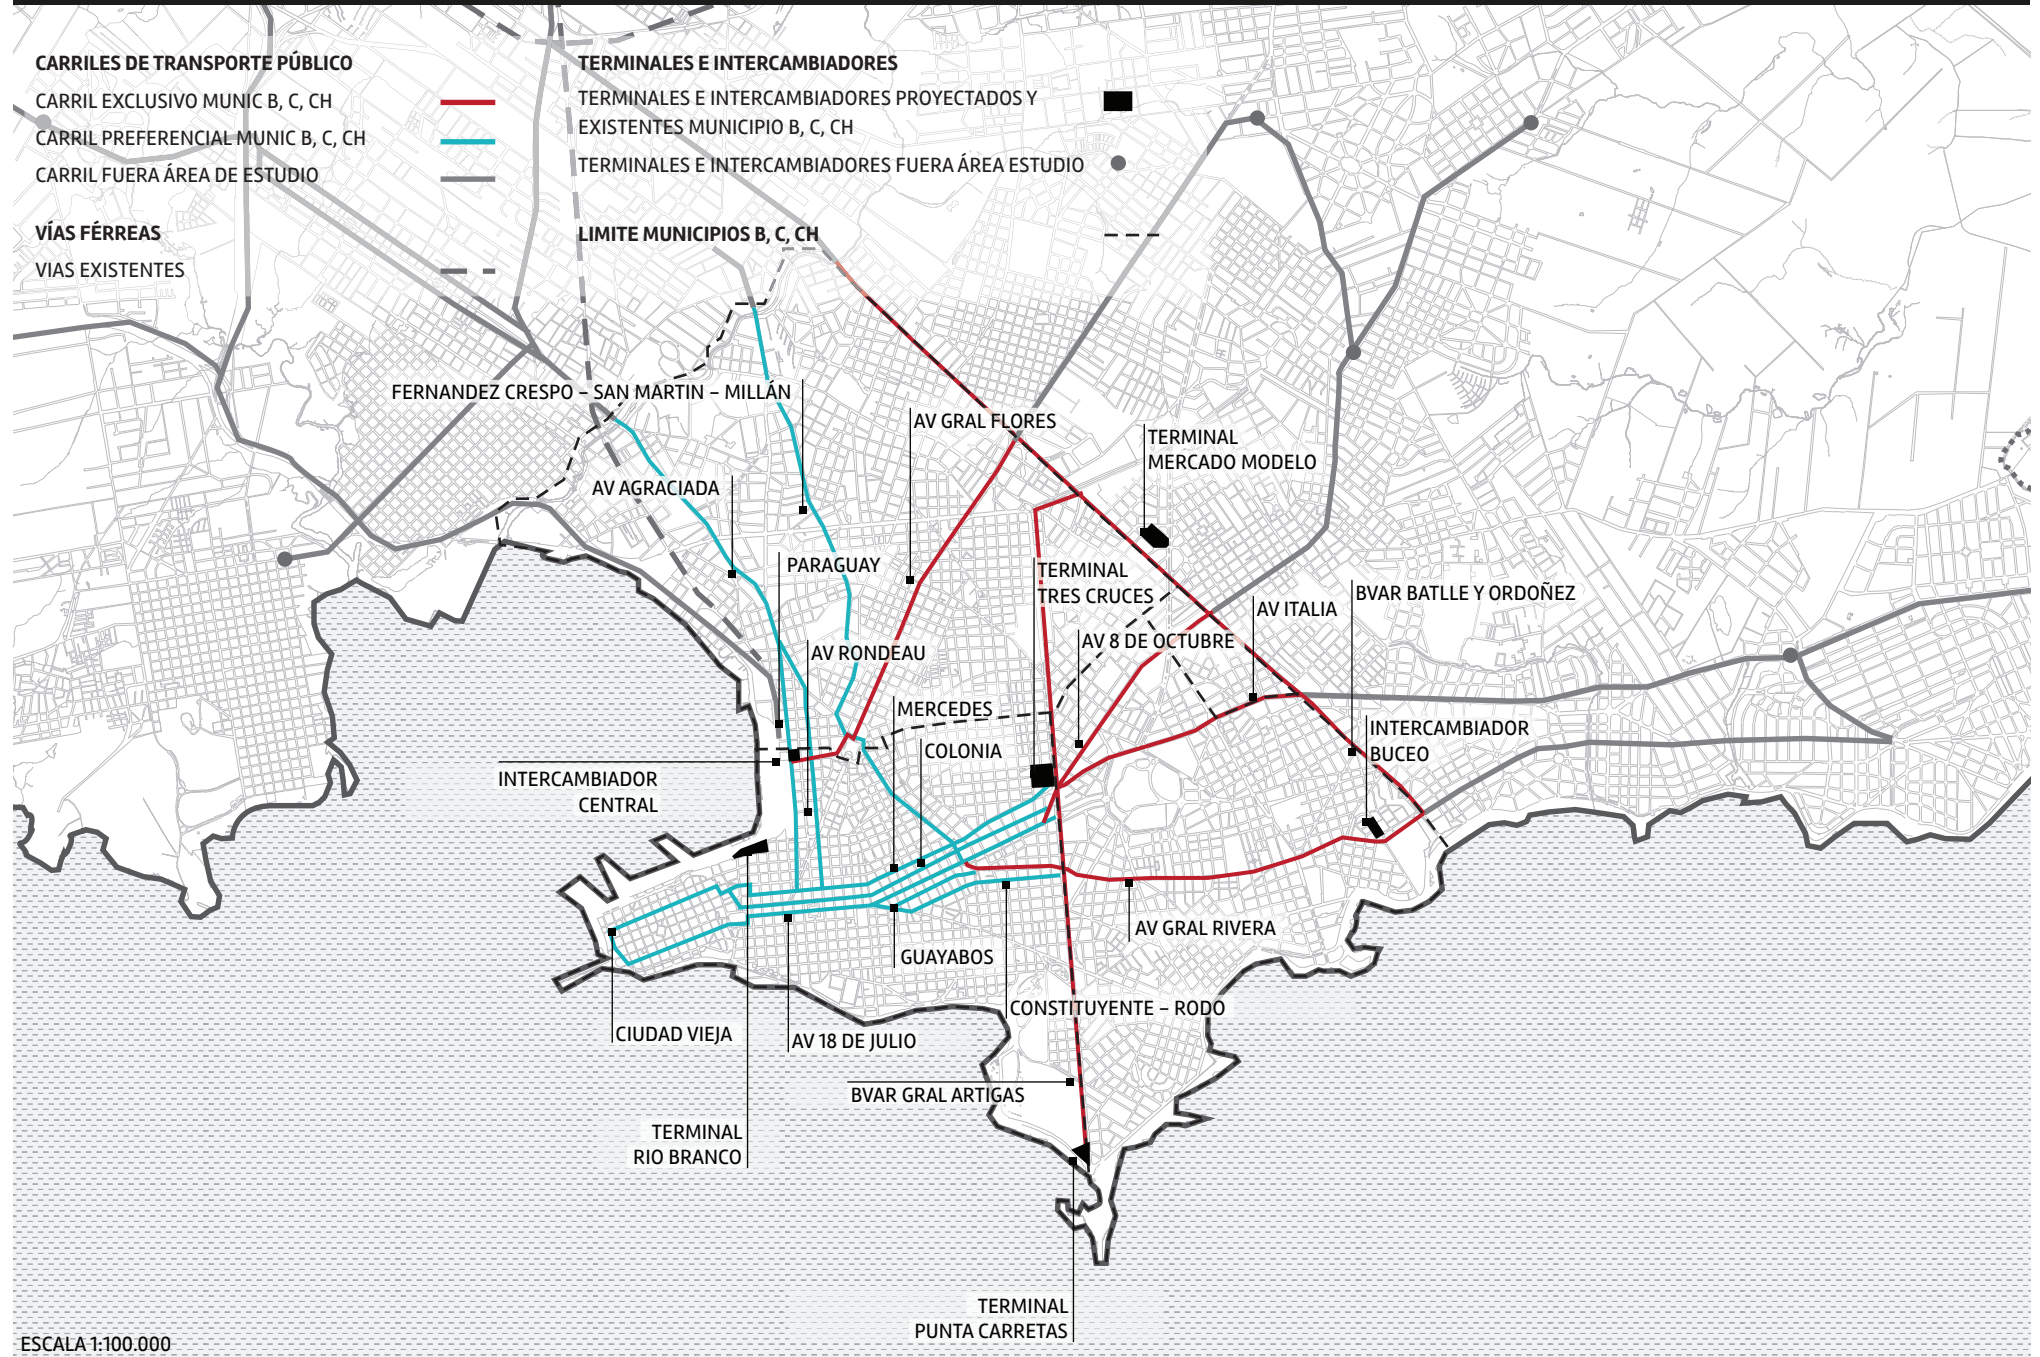 CARRILES DE TRANSPORTE PÚBLICO
CARRIL EXCLUSIVO MUNIC B, C, CH
CARRIL PREFERENCIAL MUNIC B, C, CH
CARRIL FUERA ÁREA DE ESTUDIO
VÍAS FÉRREAS
VIAS EXISTENTES
TERMINALES E INTERCAMBIADORES
TERMINALES E INTERCAMBIADORES PROYECTADOS Y
EXISTENTES MUNICIPIO B, C, CH
TERMINALES E INTERCAMBIADORES FUERA ÁREA ESTUDIO
LIMITE MUNICIPIOS B, C, CH
FERNANDEZ CRESPO – SAN MARTIN – MILLÁN
AV GRAL FLORES
TERMINAL
MERCADO MODELO
AV AGRACIADA
PARAGUAY
TERMINAL
TRES CRUCES
BVAR BATLLE Y ORDOÑEZ
AV ITALIA
AV 8 DE OCTUBRE
AV RONDEAU
MERCEDES
INTERCAMBIADOR
BUCEO
COLONIA
INTERCAMBIADOR
CENTRAL
AV GRAL RIVERA
GUAYABOS
CONSTITUYENTE – RODO
CIUDAD VIEJA
AV 18 DE JULIO
BVAR GRAL ARTIGAS
TERMINAL
RIO BRANCO
TERMINAL
PUNTA CARRETAS
ESCALA 1:100.000